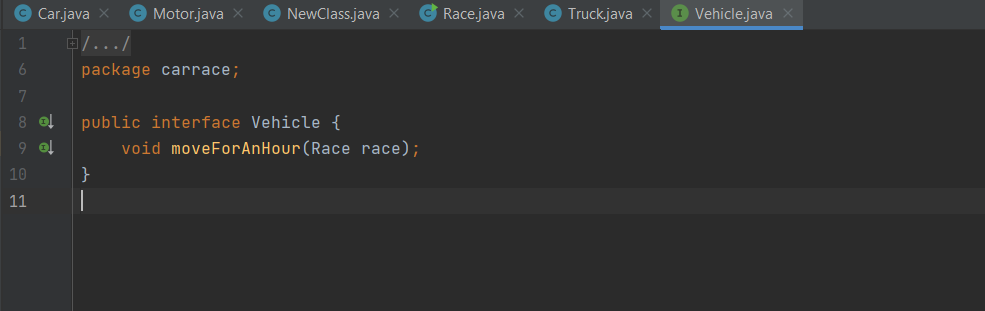 C Car.java × C Motor.java × C NewClass.java × C Race.java × C Truck.java × I Vehicle.java ×
1 /.../
6 package carrace;
7
8 public interface Vehicle {
9 void moveForAnHour(Race race);
10 }
11